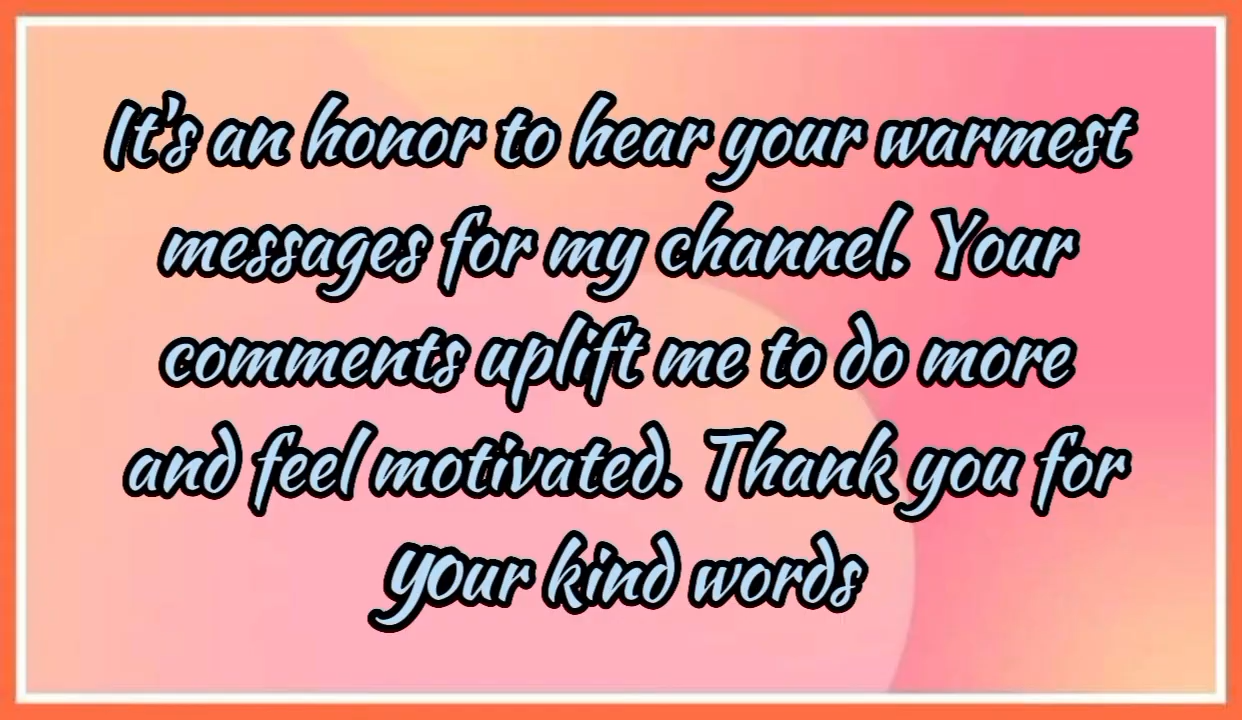 It's an honor to hear your warmest
messages for my channel. Your
comments uplift me to do more
and feel motivated. Thank you for
your kind words